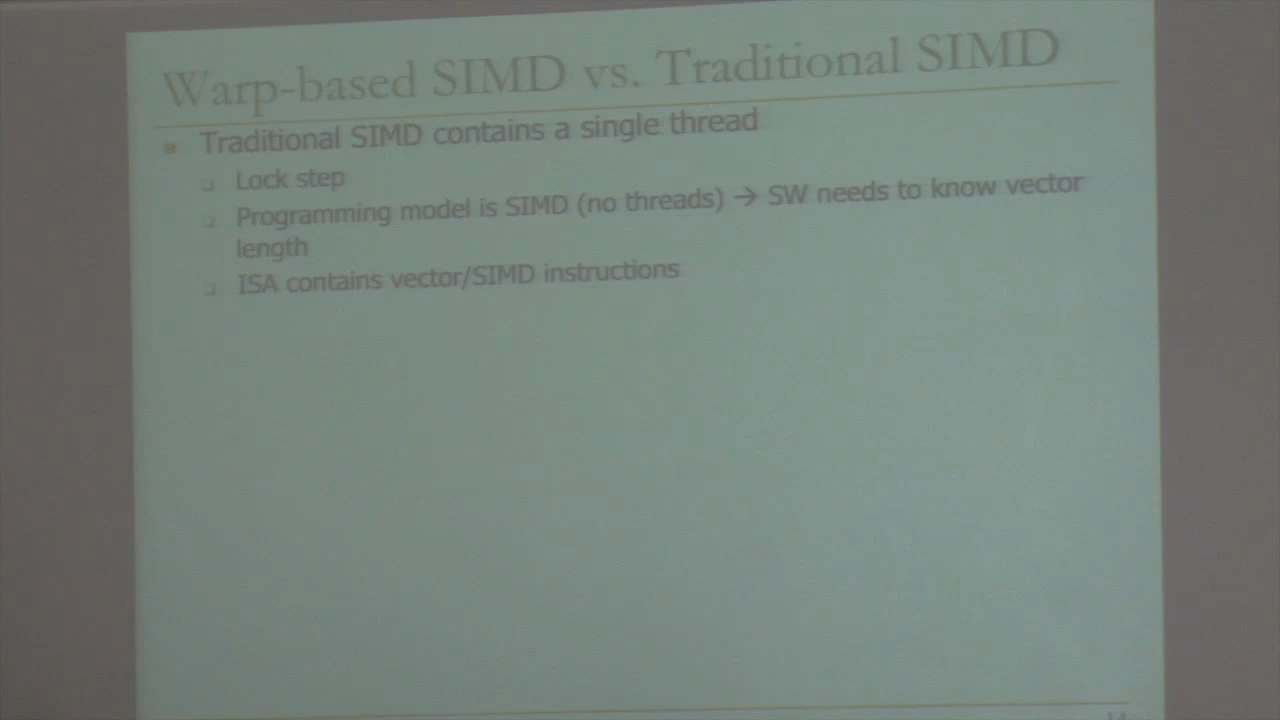 Warp-based SIMD vs. Traditional SIMD
Traditional SIMD contains a single thread
Lock step
Programming model is SIMD (no threads) → SW needs to know vector
length
ISA contains vector/SIMD instructions